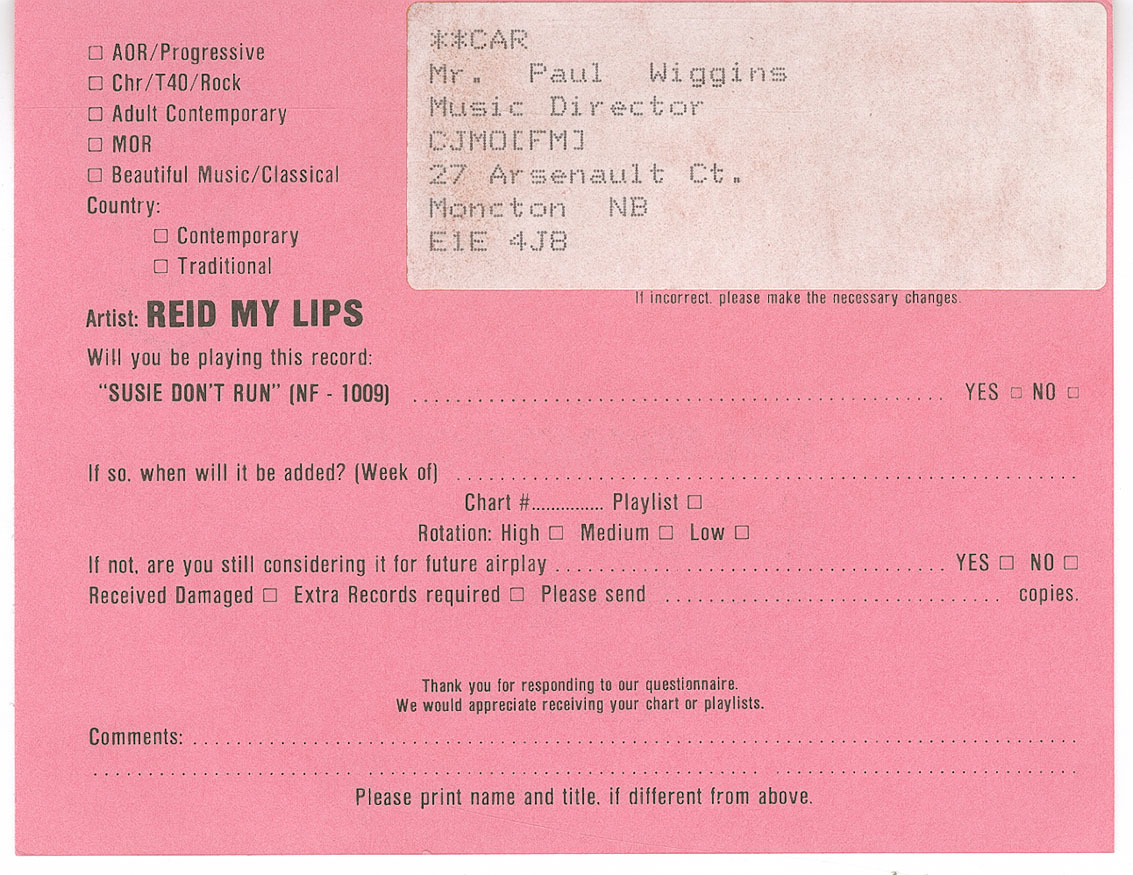 □ AOR/Progressive
□ Chr/T40/Rock
□ Adult Contemporary
□ MOR
□ Beautiful Music/Classical
Country:
□ Contemporary
□ Traditional
**CAR
Mr. Paul Wiggins
Music Director
CJMO[FM]
27 Arsenault Ct.
Moncton NB
E1E 4J8
If incorrect, please make the necessary changes.
Artist: REID MY LIPS
Will you be playing this record:
"SUSIE DON'T RUN" (NF - 1009) ........ YES □ NO □
If so, when will it be added? (Week of) ........
Chart #............... Playlist □
Rotation: High □ Medium □ Low □
If not, are you still considering it for future airplay ........ YES □ NO □
Received Damaged □ Extra Records required □ Please send ........ copies.
Thank you for responding to our questionnaire.
We would appreciate receiving your chart or playlists.
Comments: ........
Please print name and title, if different from above.